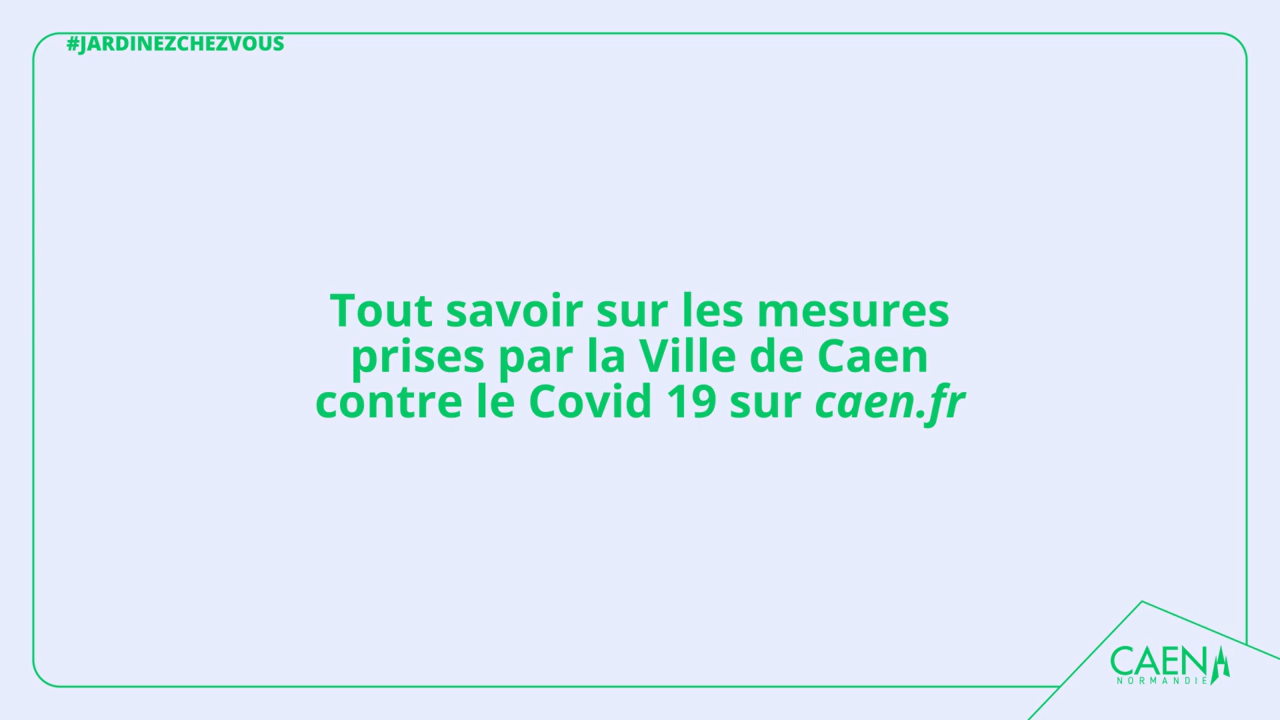 #JARDINEZCHEZVOUS
Tout savoir sur les mesures
prises par la Ville de Caen
contre le Covid 19 sur caen.fr
CAEN
NORMANDIE